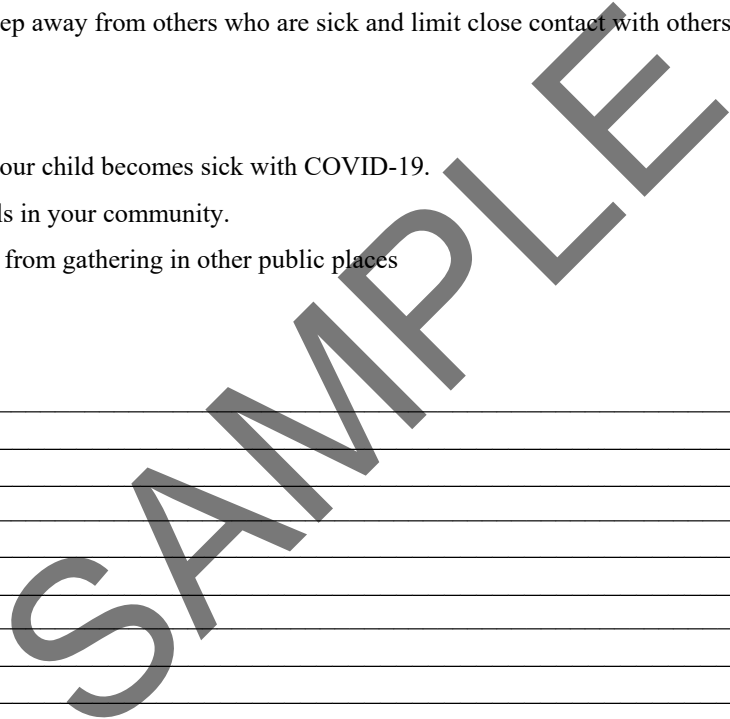 ep away from others who are sick and limit close contact with others
our child becomes sick with COVID-19.
ls in your community.
from gathering in other public places
SAMPLE